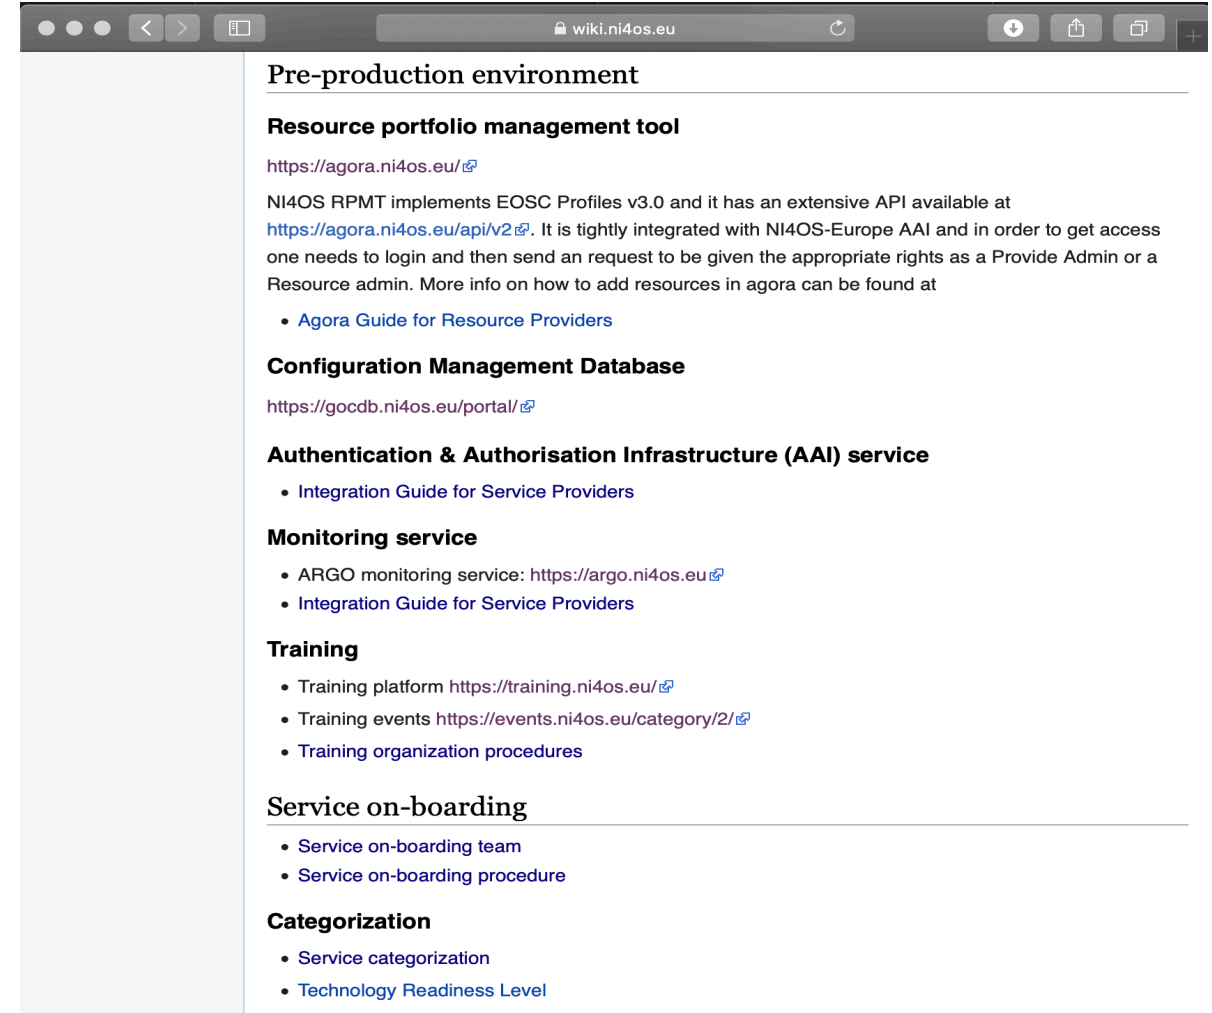 wiki.ni4os.eu
Pre-production environment
Resource portfolio management tool
https://agora.ni4os.eu/
NI4OS RPMT implements EOSC Profiles v3.0 and it has an extensive API available at
https://agora.ni4os.eu/api/v2. It is tightly integrated with NI4OS-Europe AAI and in order to get access
one needs to login and then send an request to be given the appropriate rights as a Provide Admin or a
Resource admin. More info on how to add resources in agora can be found at
• Agora Guide for Resource Providers
Configuration Management Database
https://gocdb.ni4os.eu/portal/
Authentication & Authorisation Infrastructure (AAI) service
• Integration Guide for Service Providers
Monitoring service
• ARGO monitoring service: https://argo.ni4os.eu
• Integration Guide for Service Providers
Training
• Training platform https://training.ni4os.eu/
• Training events https://events.ni4os.eu/category/2/
• Training organization procedures
Service on-boarding
• Service on-boarding team
• Service on-boarding procedure
Categorization
• Service categorization
• Technology Readiness Level